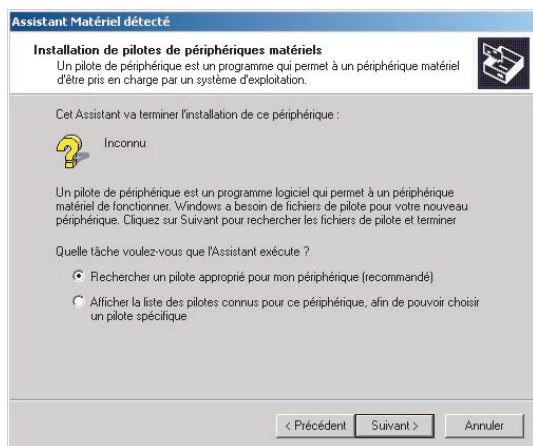 Assistant Matériel détecté
Installation de pilotes de périphériques matériels
Un pilote de périphérique est un programme qui permet à un périphérique matériel
d'être pris en charge par un système d'exploitation.
Cet Assistant va terminer l'installation de ce périphérique :
Inconnu
Un pilote de périphérique est un programme logiciel qui permet à un périphérique
matériel de fonctionner. Windows a besoin de fichiers de pilote pour votre nouveau
périphérique. Cliquez sur Suivant pour rechercher les fichiers de pilote et terminer
Quelle tâche voulez-vous que l'Assistant exécute ?
Rechercher un pilote approprié pour mon périphérique (recommandé)
Afficher la liste des pilotes connus pour ce périphérique, afin de pouvoir choisir
un pilote spécifique
< Précédent Suivant > Annuler